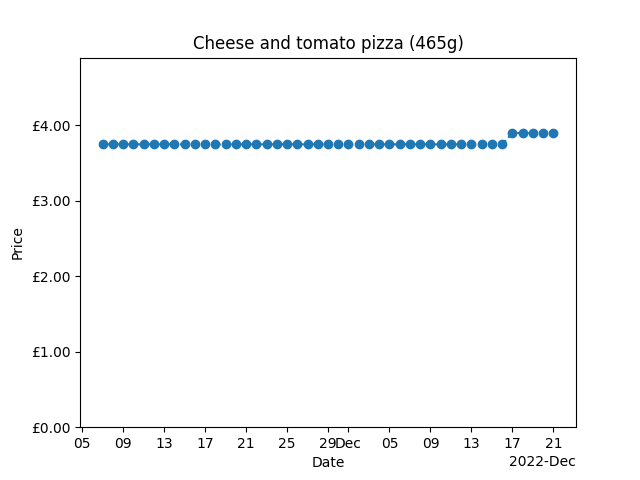 Cheese and tomato pizza (465g)
£4.00
£3.00
£2.00
£1.00
£0.00
Price
05 09 13 17 21 25 29 Dec 05 09 13 17 21
Date
2022-Dec